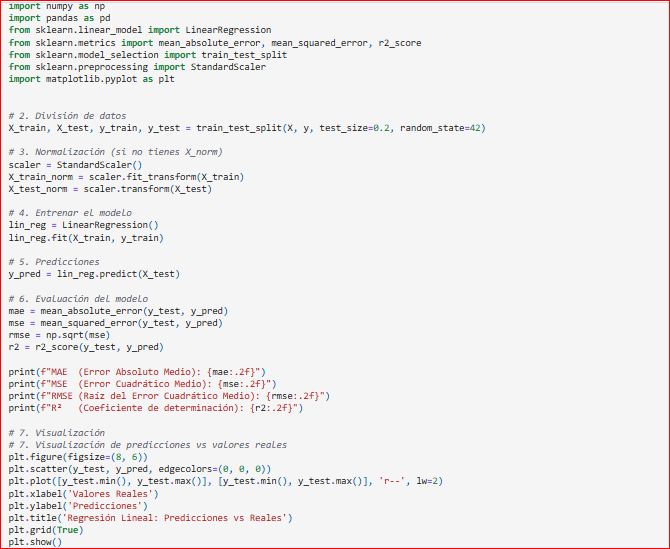 import numpy as np
import pandas as pd
from sklearn.linear_model import LinearRegression
from sklearn.metrics import mean_absolute_error, mean_squared_error, r2_score
from sklearn.model_selection import train_test_split
from sklearn.preprocessing import StandardScaler
import matplotlib.pyplot as plt
# 2. División de datos
X_train, X_test, y_train, y_test = train_test_split(X, y, test_size=0.2, random_state=42)
# 3. Normalización (si no tienes X_norm)
scaler = StandardScaler()
X_train_norm = scaler.fit_transform(X_train)
X_test_norm = scaler.transform(X_test)
# 4. Entrenar el modelo
lin_reg = LinearRegression()
lin_reg.fit(X_train, y_train)
# 5. Predicciones
y_pred = lin_reg.predict(X_test)
# 6. Evaluación del modelo
mae = mean_absolute_error(y_test, y_pred)
mse = mean_squared_error(y_test, y_pred)
rmse = np.sqrt(mse)
r2 = r2_score(y_test, y_pred)
print(f"MAE  (Error Absoluto Medio): {mae:.2f}")
print(f"MSE  (Error Cuadrático Medio): {mse:.2f}")
print(f"RMSE (Raíz del Error Cuadrático Medio): {rmse:.2f}")
print(f"R²   (Coeficiente de determinación): {r2:.2f}")
# 7. Visualización
# 7. Visualización de predicciones vs valores reales
plt.figure(figsize=(8, 6))
plt.scatter(y_test, y_pred, edgecolors=(0, 0, 0))
plt.plot([y_test.min(), y_test.max()], [y_test.min(), y_test.max()], 'r--', lw=2)
plt.xlabel('Valores Reales')
plt.ylabel('Predicciones')
plt.title('Regresión Lineal: Predicciones vs Reales')
plt.grid(True)
plt.show()